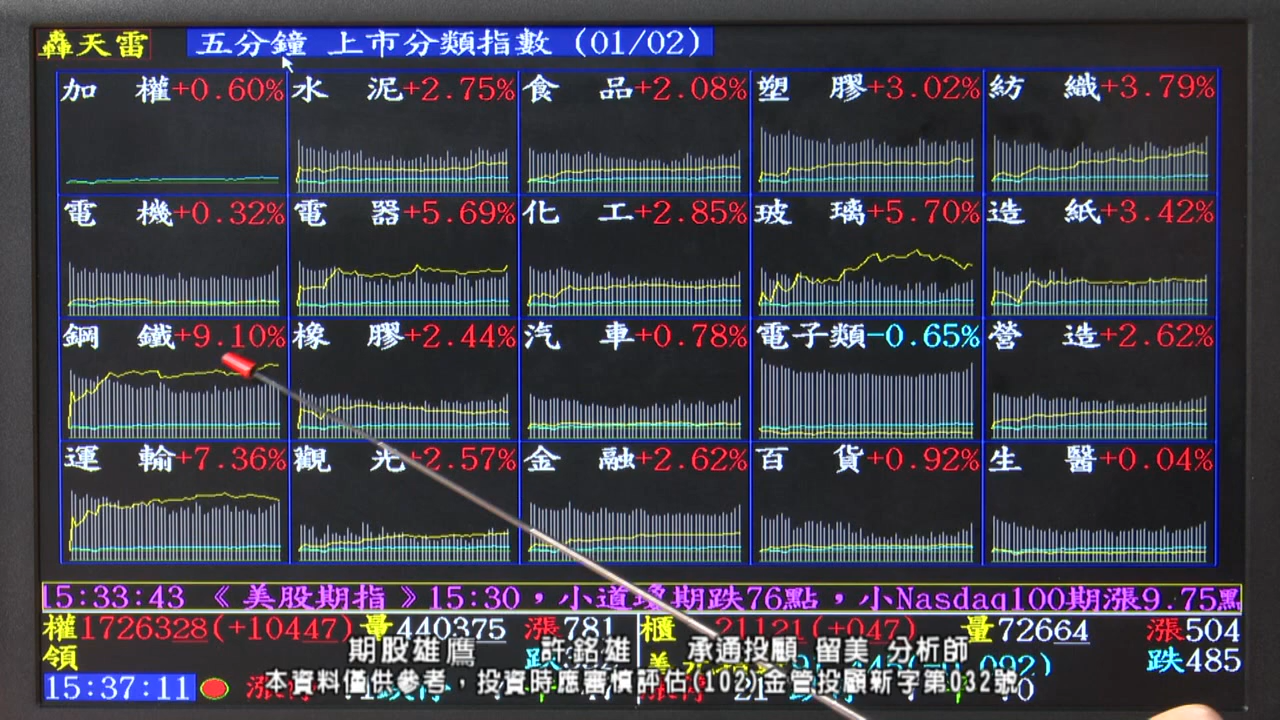 轟天雷 五分鐘 上市分類指數 (01/02)
加 權+0.60% 水 泥+2.75% 食 品+2.08% 塑 膠+3.02% 紡 織+3.79%
電 機+0.32% 電 器+5.69% 化 工+2.85% 玻 璃+5.70% 造 紙+3.42%
鋼 鐵+9.10% 橡 膠+2.44% 汽 車+0.78% 電子類-0.65% 營 造+2.62%
運 輸+7.36% 觀 光+2.57% 金 融+2.62% 百 貨+0.92% 生 醫+0.04%
15:33:43 《美股期指》15:30，小道瓊期跌76點，小Nasdaq100期漲9.75點
權1726328(+10447) 量440375 漲781 櫃 21121(+047) 量72664 漲504
領 跌485
期股雄鷹 許銘雄 承通投顧 留美 分析師
15:37:11
本資料僅供參考，投資時應審慎評估(102)金管投顧新字第032號